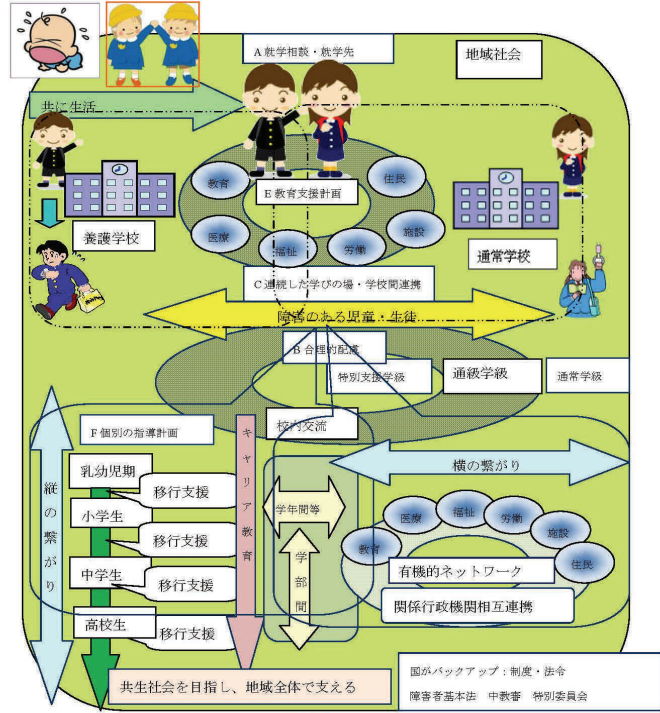 A 就学相談・就学先
地域社会
共に生活
教育
住民
E 教育支援計画
医療
福祉
労働
施設
養護学校
通常学校
C 連続した学びの場・学校間連携
障害のある児童・生徒
B 合理的配慮
特別支援学級
通級学級
通常学級
校内交流
F 個別の指導計画
キャリア教育
縦の繋がり
横の繋がり
乳幼児期
移行支援
小学生
移行支援
中学生
移行支援
高校生
移行支援
学年間等
学部間
教育
医療
福祉
労働
施設
住民
有機的ネットワーク
関係行政機関相互連携
共生社会を目指し、地域全体で支える
国がバックアップ：制度・法令
障害者基本法 中教審 特別委員会